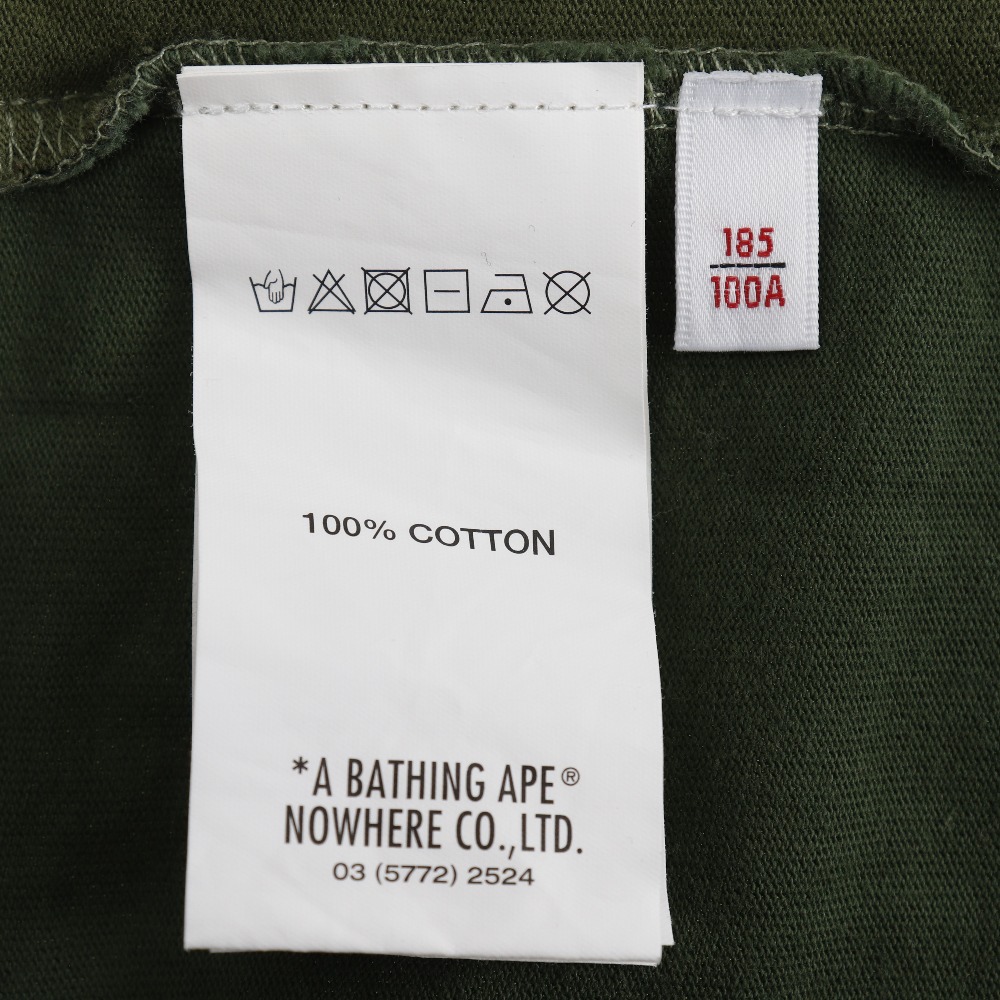 185
100A
100% COTTON
*A BATHING APE®
NOWHERE CO.,LTD.
03 (5772) 2524